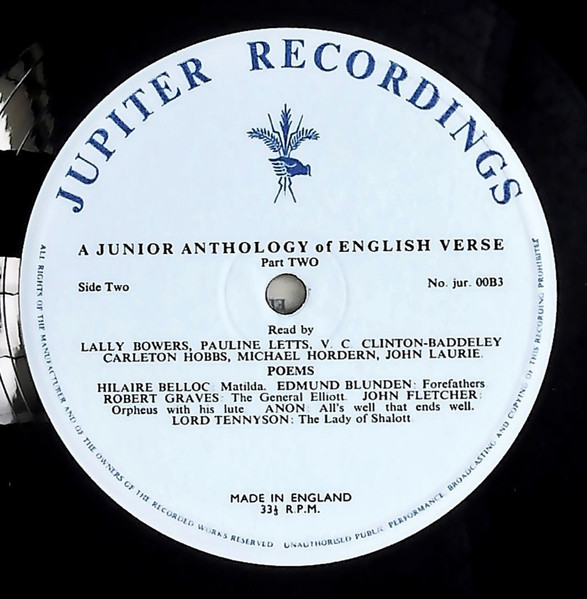 JUPITER RECORDINGS
A JUNIOR ANTHOLOGY of ENGLISH VERSE
Part TWO
Side Two
No. jur. 00B3
Read by
LALLY BOWERS, PAULINE LETTS, V. C. CLINTON-BADDELEY
CARLETON HOBBS, MICHAEL HORDERN, JOHN LAURIE.
POEMS
HILAIRE BELLOC: Matilda. EDMUND BLUNDEN: Forefathers
ROBERT GRAVES: The General Elliott. JOHN FLETCHER:
Orpheus with his lute ANON: All's well that ends well.
LORD TENNYSON: The Lady of Shalott
MADE IN ENGLAND
33⅓ R.P.M.
ALL RIGHTS OF THE MANUFACTURER AND OF THE OWNERS OF THE RECORDED WORKS RESERVED UNAUTHORISED PUBLIC PERFORMANCE BROADCASTING AND COPYING OF THIS RECORDING PROHIBITED